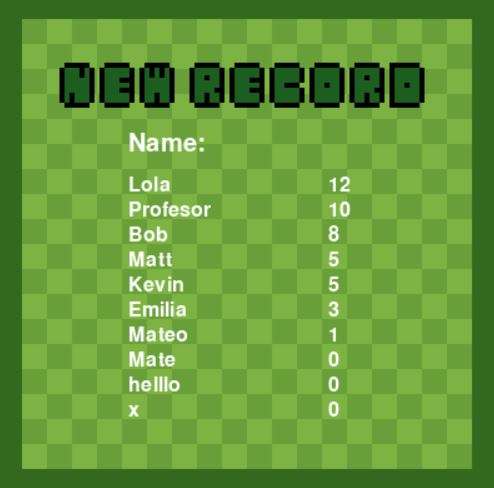 NEW RECORD
Name:
Lola 12
Profesor 10
Bob 8
Matt 5
Kevin 5
Emilia 3
Mateo 1
Mate 0
helllo 0
x 0